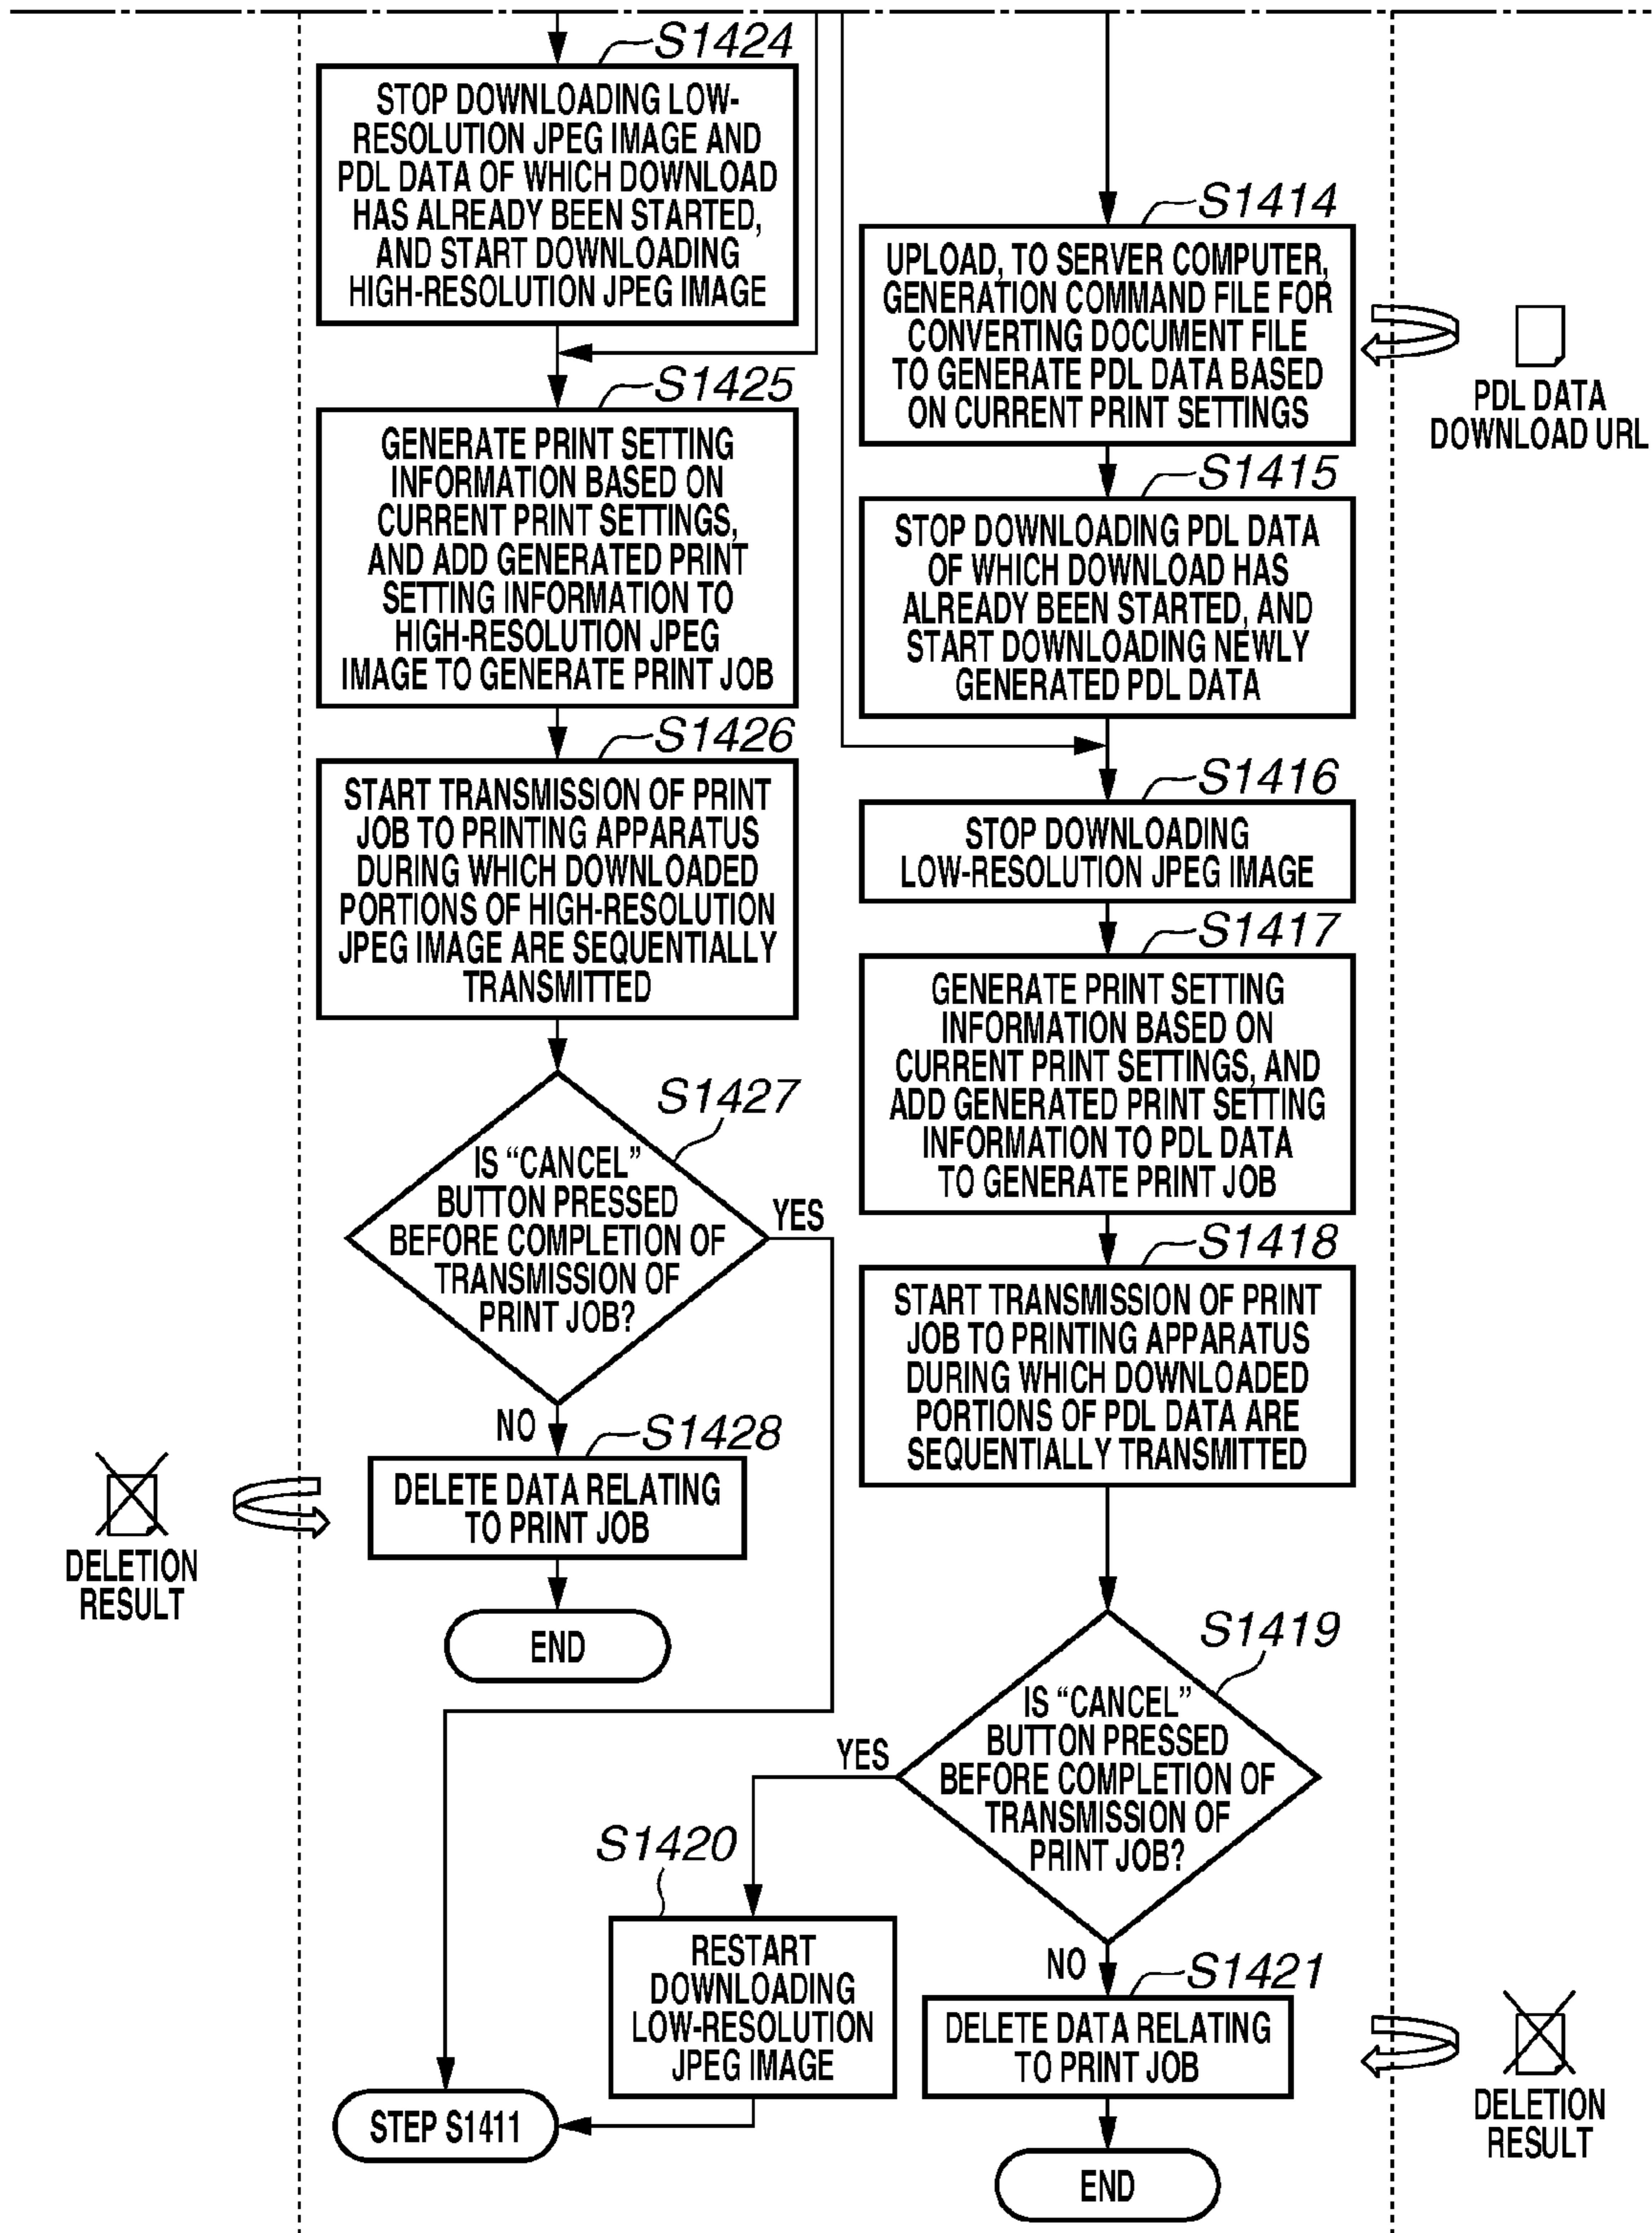 S1424
STOP DOWNLOADING LOW-
RESOLUTION JPEG IMAGE AND
PDL DATA OF WHICH DOWNLOAD
HAS ALREADY BEEN STARTED,
AND START DOWNLOADING
HIGH-RESOLUTION JPEG IMAGE
S1425
GENERATE PRINT SETTING
INFORMATION BASED ON
CURRENT PRINT SETTINGS,
AND ADD GENERATED PRINT
SETTING INFORMATION TO
HIGH-RESOLUTION JPEG
IMAGE TO GENERATE PRINT JOB
S1426
START TRANSMISSION OF PRINT
JOB TO PRINTING APPARATUS
DURING WHICH DOWNLOADED
PORTIONS OF HIGH-RESOLUTION
JPEG IMAGE ARE SEQUENTIALLY
TRANSMITTED
S1427
IS “CANCEL”
BUTTON PRESSED
BEFORE COMPLETION OF
TRANSMISSION OF
PRINT JOB?
YES
NO
S1428
DELETE DATA RELATING
TO PRINT JOB
DELETION
RESULT
END
S1414
UPLOAD, TO SERVER COMPUTER,
GENERATION COMMAND FILE FOR
CONVERTING DOCUMENT FILE
TO GENERATE PDL DATA BASED
ON CURRENT PRINT SETTINGS
PDL DATA
DOWNLOAD URL
S1415
STOP DOWNLOADING PDL DATA
OF WHICH DOWNLOAD HAS
ALREADY BEEN STARTED, AND
START DOWNLOADING NEWLY
GENERATED PDL DATA
S1416
STOP DOWNLOADING
LOW-RESOLUTION JPEG IMAGE
S1417
GENERATE PRINT SETTING
INFORMATION BASED ON
CURRENT PRINT SETTINGS, AND
ADD GENERATED PRINT SETTING
INFORMATION TO PDL DATA
TO GENERATE PRINT JOB
S1418
START TRANSMISSION OF PRINT
JOB TO PRINTING APPARATUS
DURING WHICH DOWNLOADED
PORTIONS OF PDL DATA ARE
SEQUENTIALLY TRANSMITTED
S1419
IS “CANCEL”
BUTTON PRESSED
BEFORE COMPLETION OF
TRANSMISSION OF
PRINT JOB?
YES
S1420
RESTART
DOWNLOADING
LOW-RESOLUTION
JPEG IMAGE
STEP S1411
NO
S1421
DELETE DATA RELATING
TO PRINT JOB
DELETION
RESULT
END